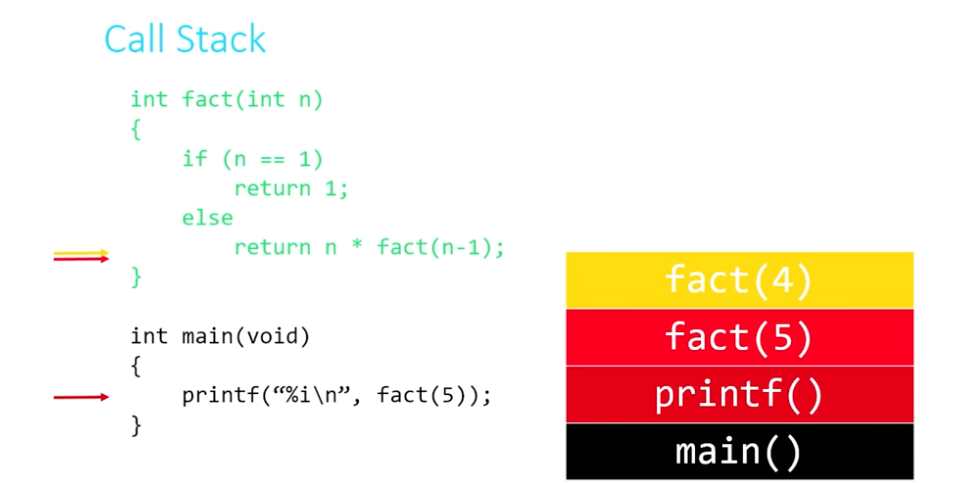 Call Stack
int fact(int n)
{
    if (n == 1)
        return 1;
    else
        return n * fact(n-1);
}
int main(void)
{
    printf(“%i\n”, fact(5));
}
fact(4)
fact(5)
printf()
main()